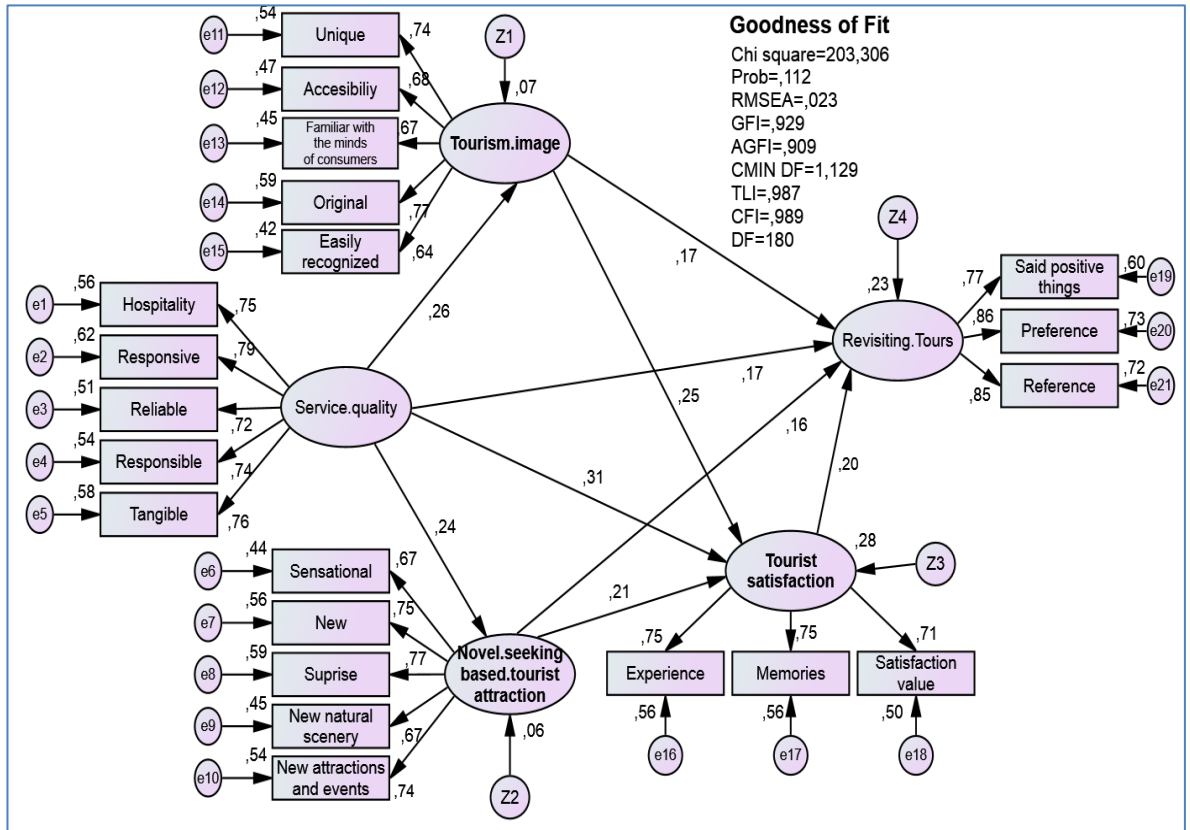 Goodness of Fit
Chi square=203,306
Prob=,112
RMSEA=,023
GFI=,929
AGFI=,909
CMIN DF=1,129
TLI=,987
CFI=,989
DF=180
e11
,54
Unique
,74
e12
,47
Accesibiliy
,68
e13
,45
Familiar with
the minds
of consumers
,67
e14
,59
Original
,77
e15
,42
Easily
recognized
,64
Z1
,07
Tourism.image
e1
,56
Hospitality
,75
e2
,62
Responsive
,79
e3
,51
Reliable
,72
e4
,54
Responsible
,74
e5
,58
Tangible
,76
Service.quality
,26
,17
,17
,25
,16
,31
,20
,24
,21
Z4
,23
Revisiting.Tours
,77
Said positive
things
,60
e19
,86
Preference
,73
e20
,85
Reference
,72
e21
e6
,44
Sensational
,67
e7
,56
New
,75
e8
,59
Suprise
,77
e9
,45
New natural
scenery
,67
e10
,54
New attractions
and events
,74
Novel.seeking
based.tourist
attraction
,06
Z2
Tourist
satisfaction
,28
Z3
,75
,75
,71
Experience
Memories
Satisfaction
value
,56
,56
,50
e16
e17
e18